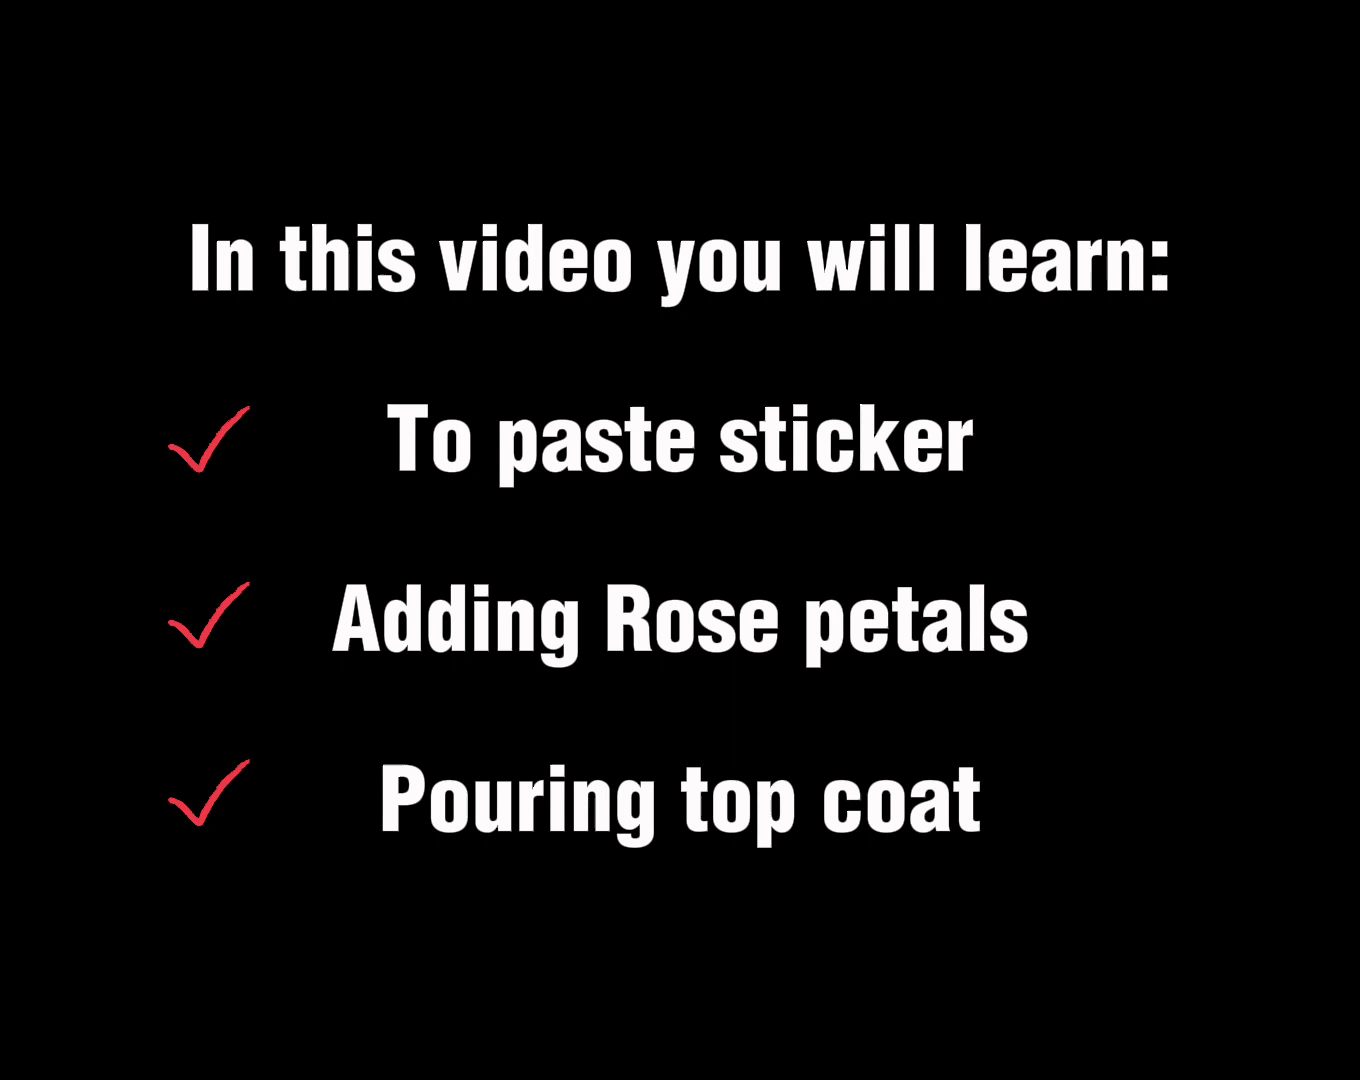 In this video you will learn:
To paste sticker
Adding Rose petals
Pouring top coat